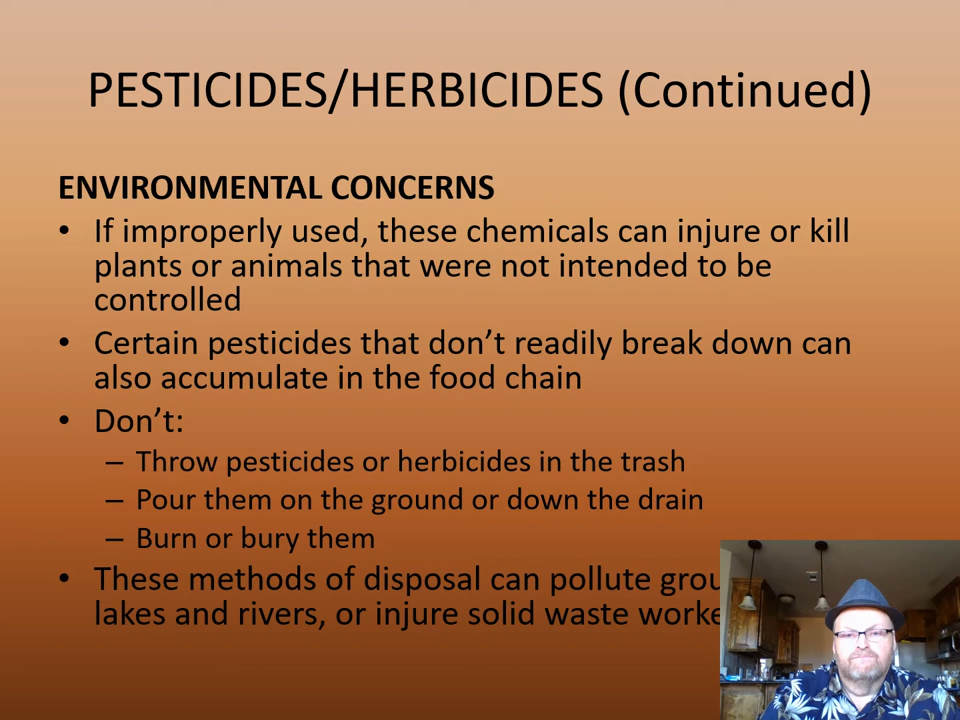 PESTICIDES/HERBICIDES (Continued)
ENVIRONMENTAL CONCERNS
• If improperly used, these chemicals can injure or kill
plants or animals that were not intended to be
controlled
• Certain pesticides that don’t readily break down can
also accumulate in the food chain
• Don’t:
– Throw pesticides or herbicides in the trash
– Pour them on the ground or down the drain
– Burn or bury them
• These methods of disposal can pollute
lakes and rivers, or injure solid waste